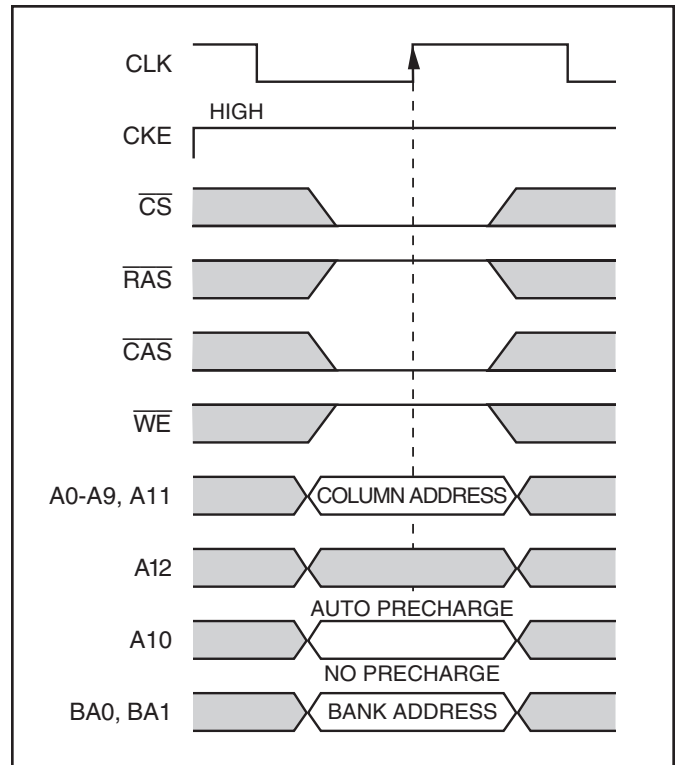 CLK
HIGH
CKE
CS
RAS
CAS
WE
A0-A9, A11
COLUMN ADDRESS
A12
AUTO PRECHARGE
A10
NO PRECHARGE
BA0, BA1
BANK ADDRESS